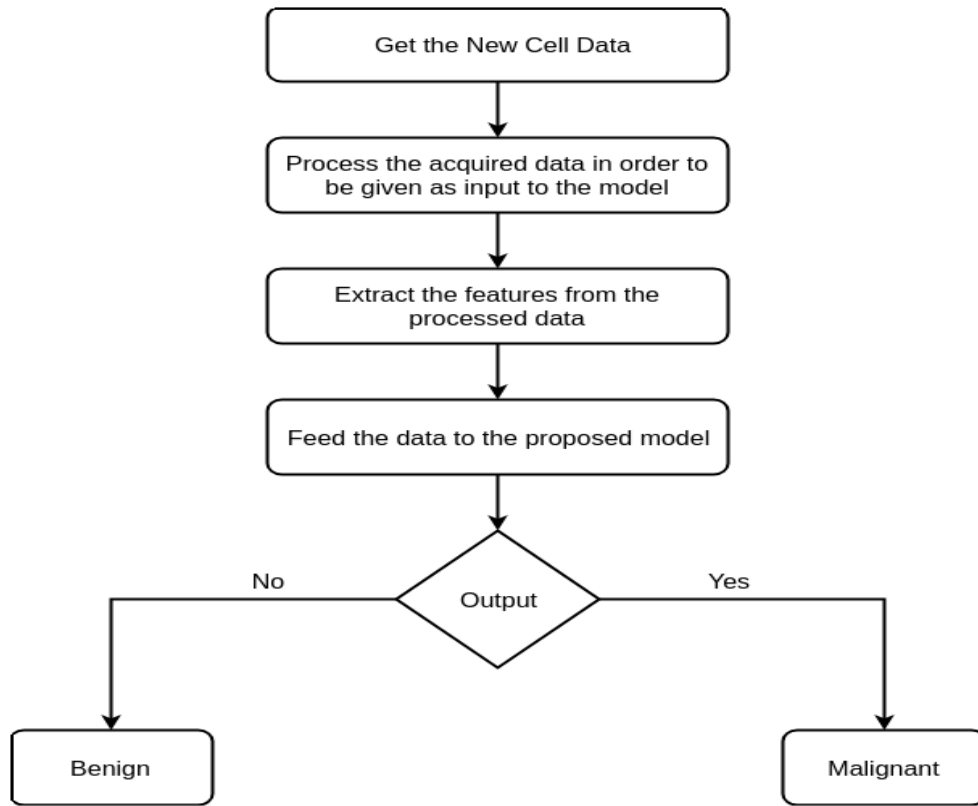 Get the New Cell Data
Process the acquired data in order to
be given as input to the model
Extract the features from the
processed data
Feed the data to the proposed model
No
Yes
Output
Benign
Malignant